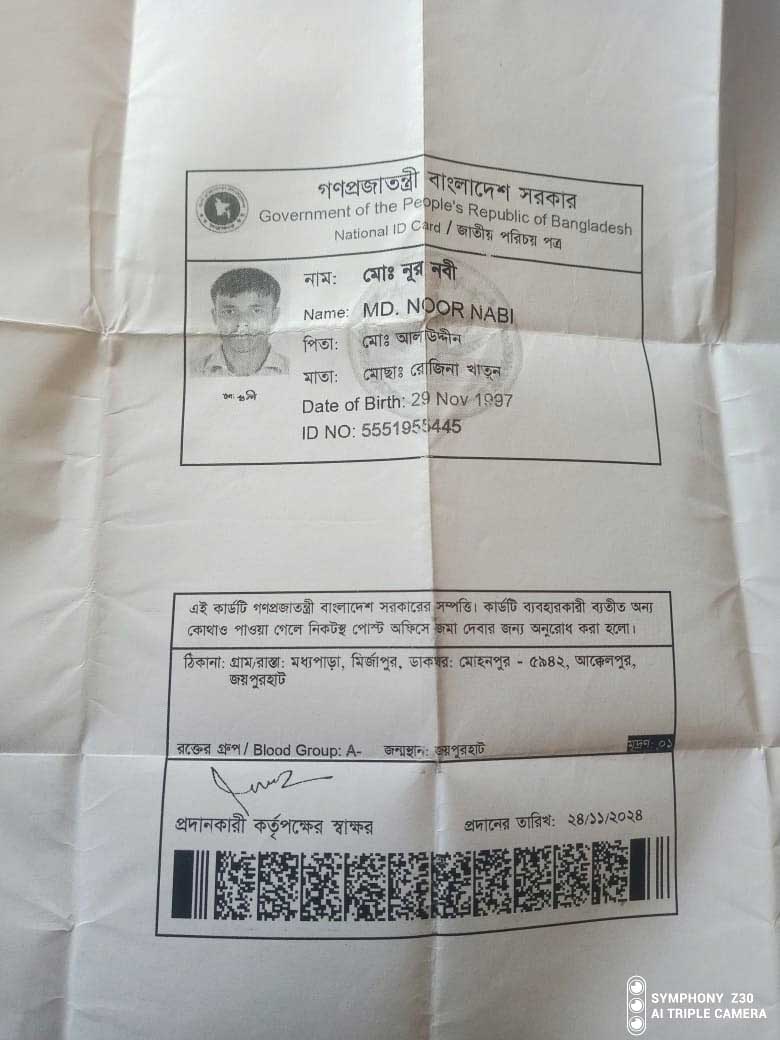 গণপ্রজাতন্ত্রী বাংলাদেশ সরকার
Government of the People's Republic of Bangladesh
National ID Card / জাতীয় পরিচয় পত্র
নাম: মোঃ নূর নবী
Name: MD. NOOR NABI
পিতা: মোঃ আলাউদ্দীন
মাতা: মোছাঃ রোজিনা খাতুন
Date of Birth: 29 Nov 1997
ID NO: 5551955445
এই কার্ডটি গণপ্রজাতন্ত্রী বাংলাদেশ সরকারের সম্পত্তি। কার্ডটি ব্যবহারকারী ব্যতীত অন্য
কোথাও পাওয়া গেলে নিকটস্থ পোস্ট অফিসে জমা দেবার জন্য অনুরোধ করা হলো।
ঠিকানা: গ্রাম/রাস্তা: মধ্যপাড়া, মির্জাপুর, ডাকঘর: মোহনপুর - ৫৯৪২, আক্কেলপুর,
জয়পুরহাট
রক্তের গ্রুপ / Blood Group: A- জন্মস্থান: জয়পুরহাট মুদ্রণ: ০১
প্রদানকারী কর্তৃপক্ষের স্বাক্ষর প্রদানের তারিখ: ২৪/১১/২০২৪
SYMPHONY Z30
AI TRIPLE CAMERA